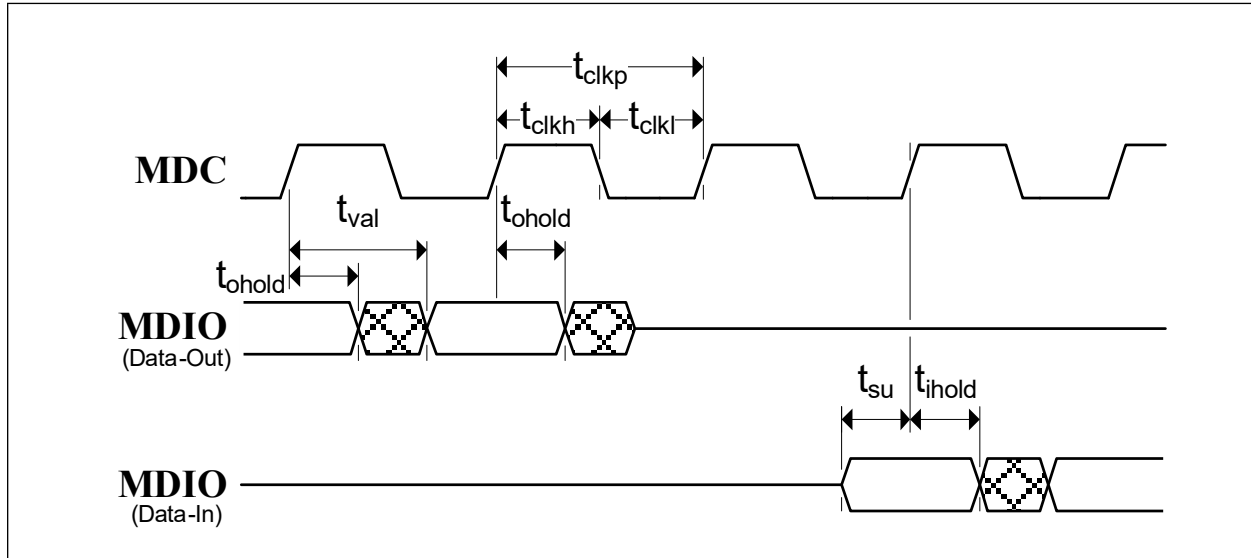 tclkp
tclkh tclkl
MDC
tval tohold
tohold
MDIO
(Data-Out)
tsu tihold
MDIO
(Data-In)